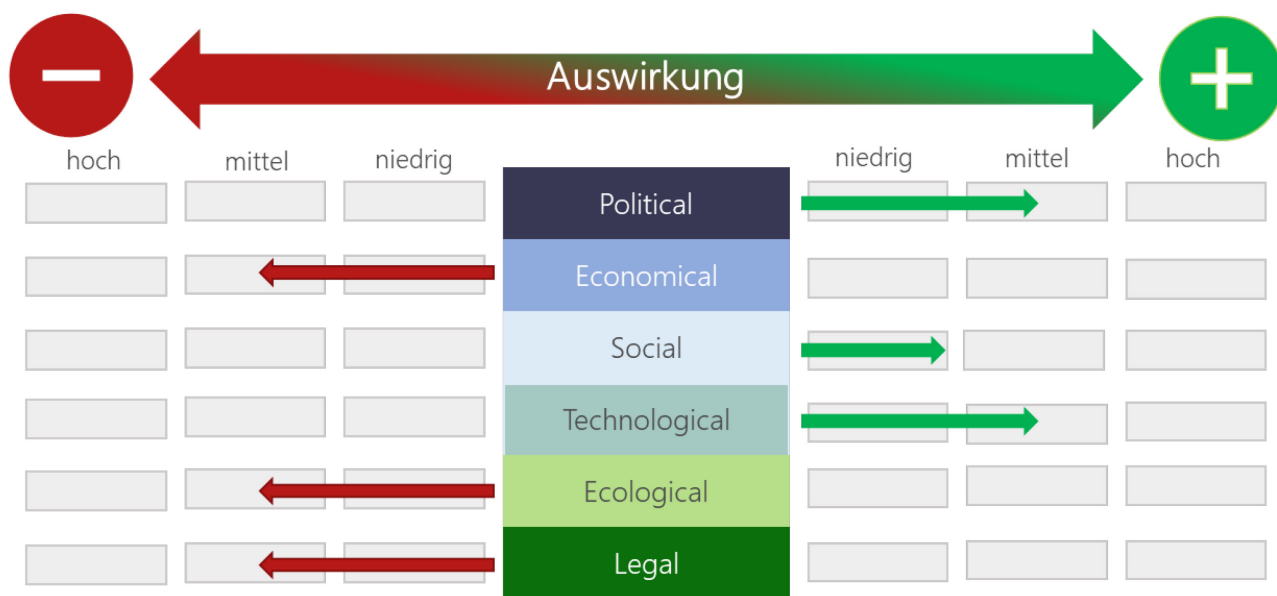 Auswirkung
hoch mittel niedrig niedrig mittel hoch
Political
Economical
Social
Technological
Ecological
Legal